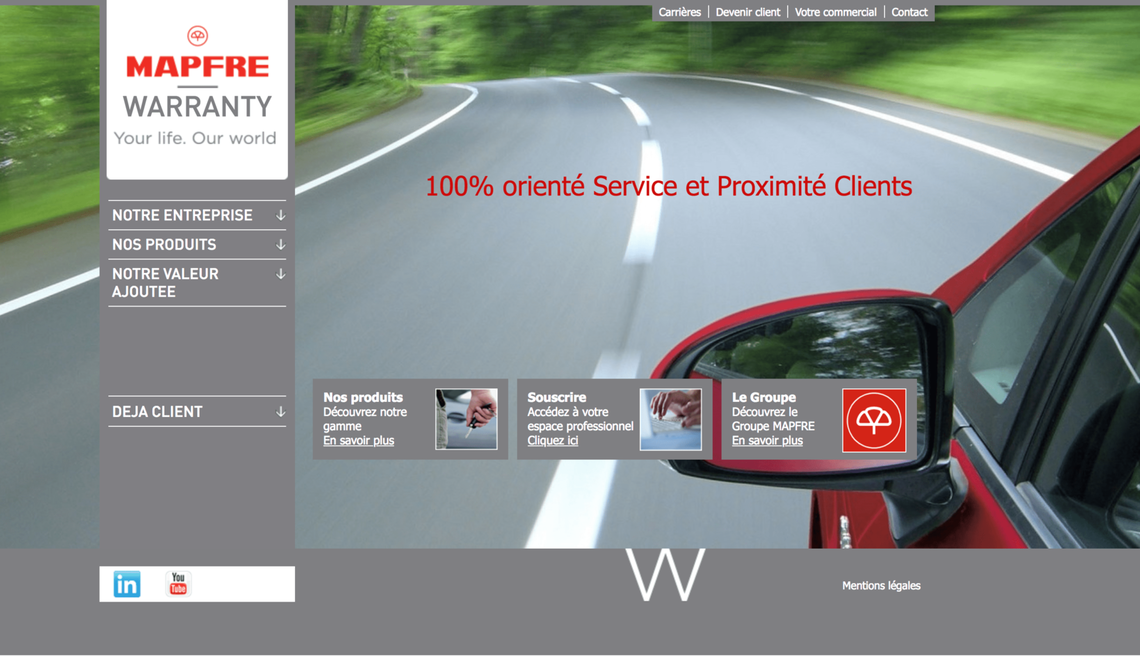 Carrières | Devenir client | Votre commercial | Contact
MAPFRE
WARRANTY
Your life. Our world
100% orienté Service et Proximité Clients
NOTRE ENTREPRISE
NOS PRODUITS
NOTRE VALEUR
AJOUTEE
DEJA CLIENT
Nos produits
Découvrez notre
gamme
En savoir plus
Souscrire
Accédez à votre
espace professionnel
Cliquez ici
Le Groupe
Découvrez le
Groupe MAPFRE
En savoir plus
in
You
Tube
W
Mentions légales